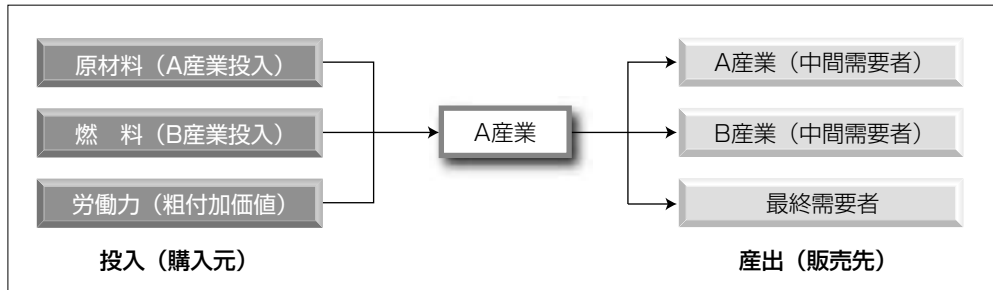 原材料（A産業投入）
燃　料（B産業投入）
労働力（粗付加価値）
投入（購入元）
A産業
A産業（中間需要者）
B産業（中間需要者）
最終需要者
産出（販売先）